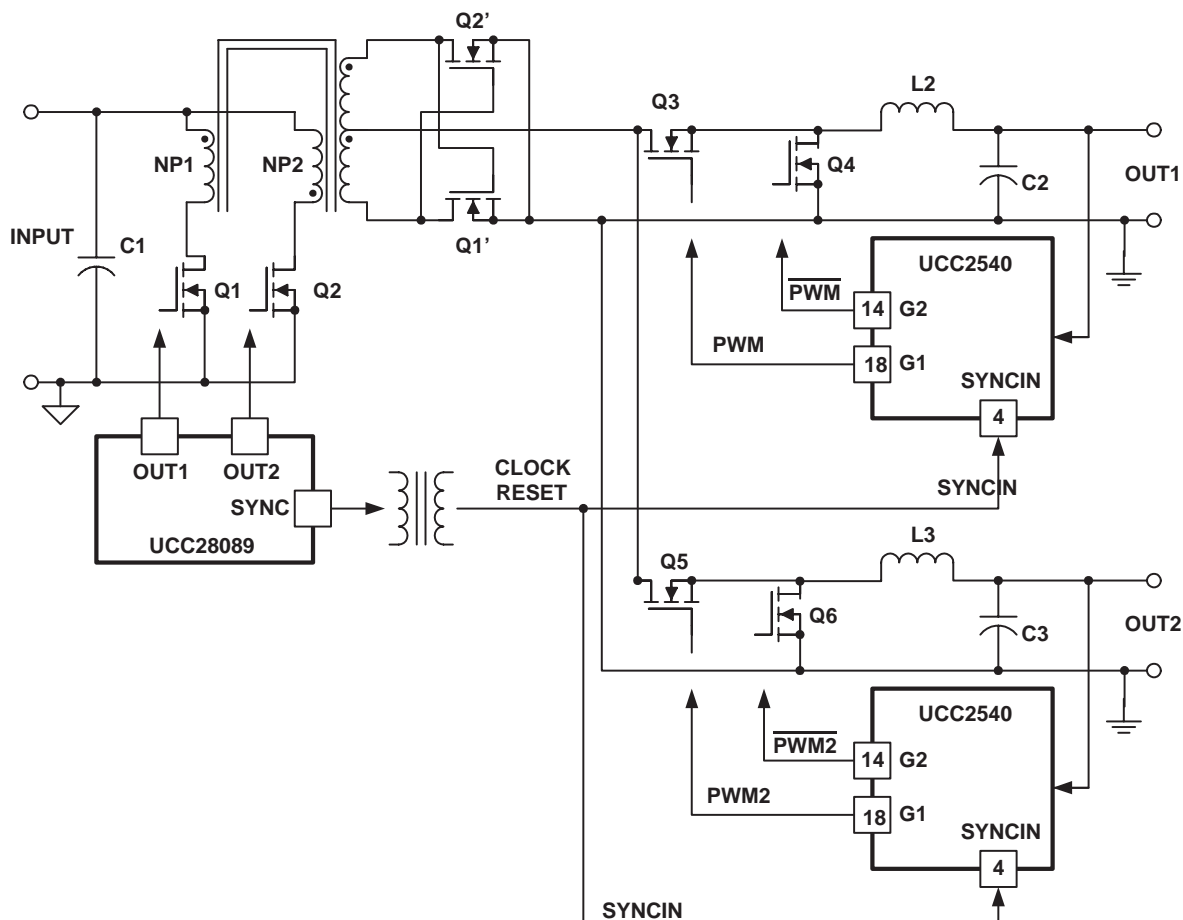 Q2’
Q3
L2
NP1
NP2
Q4
C2
OUT1
INPUT
C1
Q1’
Q1
Q2
UCC2540
PWM
14
G2
PWM
18
G1
SYNCIN
4
OUT1
OUT2
SYNC
UCC28089
CLOCK
RESET
SYNCIN
L3
Q5
Q6
C3
OUT2
UCC2540
PWM2
14
G2
PWM2
18
G1
SYNCIN
4
SYNCIN